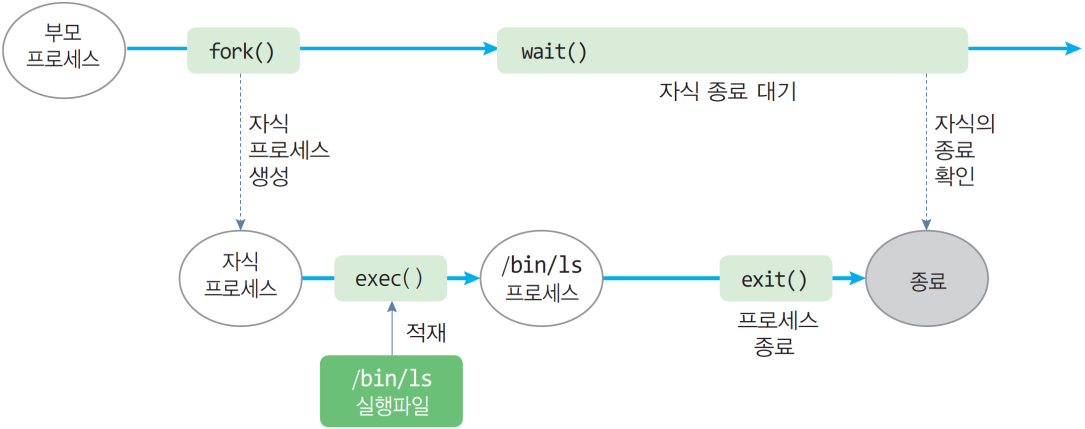 부모
프로세스
fork()
wait()
자식 종료 대기
자식
프로세스
생성
자식의
종료
확인
자식
프로세스
exec()
/bin/ls
프로세스
exit()
종료
적재
프로세스
종료
/bin/ls
실행파일